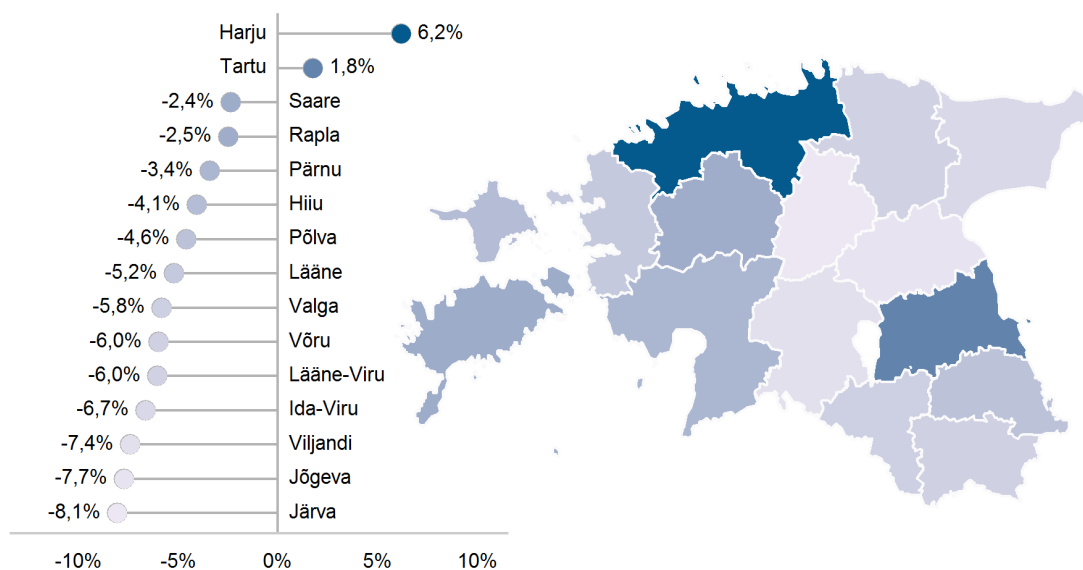 Harju 6,2%
Tartu 1,8%
-2,4% Saare
-2,5% Rapla
-3,4% Pärnu
-4,1% Hiiu
-4,6% Põlva
-5,2% Lääne
-5,8% Valga
-6,0% Võru
-6,0% Lääne-Viru
-6,7% Ida-Viru
-7,4% Viljandi
-7,7% Jõgeva
-8,1% Järva
-10% -5% 0% 5% 10%